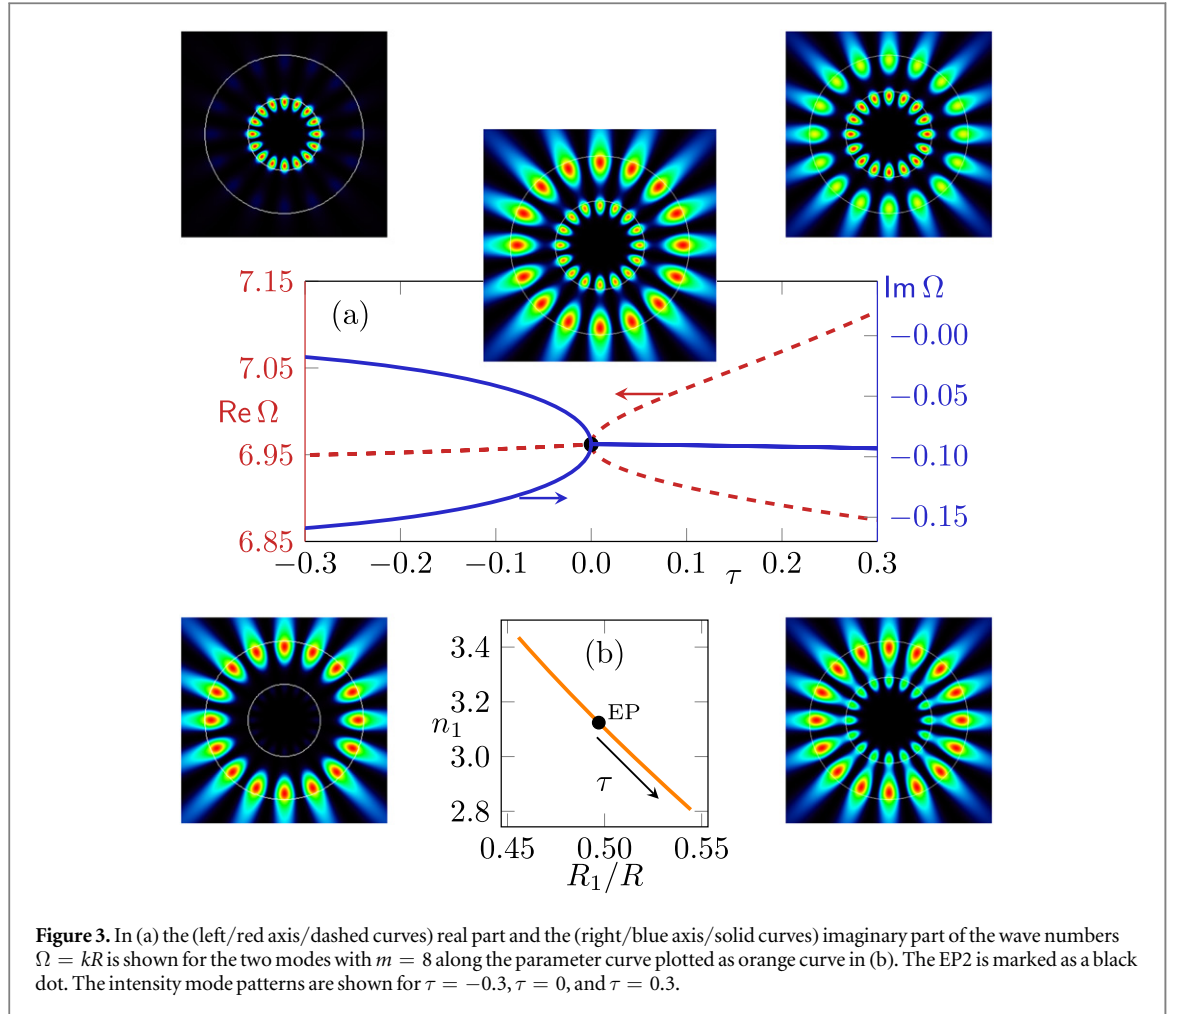 7.15
(a)
Im Ω
−0.00
7.05
−0.05
Re Ω
6.95
−0.10
−0.15
6.85
−0.3 −0.2 −0.1 0.0 0.1 τ 0.2 0.3
3.4
(b)
3.2
EP
n₁
3.0
τ
2.8
0.45 0.50 0.55
R₁/R
Figure 3. In (a) the (left/red axis/dashed curves) real part and the (right/blue axis/solid curves) imaginary part of the wave numbers
Ω = kR is shown for the two modes with m = 8 along the parameter curve plotted as orange curve in (b). The EP2 is marked as a black
dot. The intensity mode patterns are shown for τ = −0.3, τ = 0, and τ = 0.3.